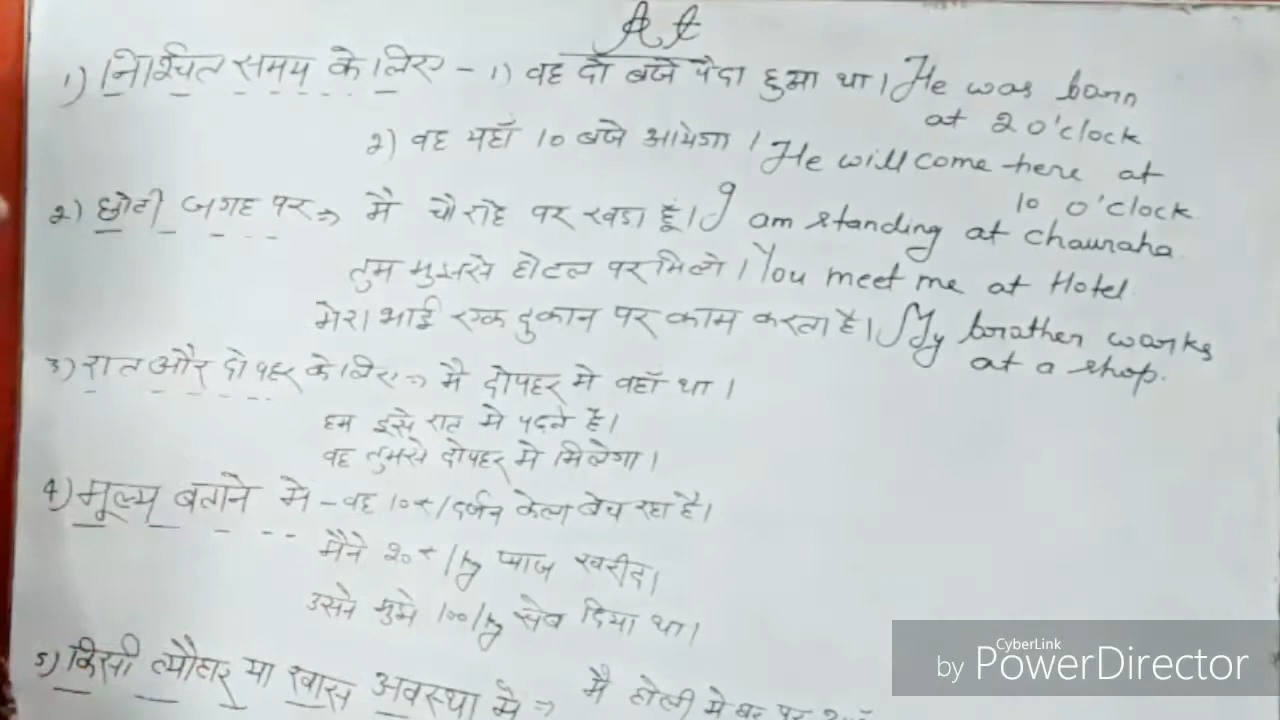 At
1) निश्चित समय के लिए - 1) वह दो बजे पैदा हुआ था। He was born
at 2 o'clock
2) वह यहाँ 10 बजे आयेगा। He will come here at
10 o'clock
2) छोटी जगह पर ⇒ मै चौराहे पर खडा हूँ। I am standing at chauraha
तुम मुझसे होटल पर मिलो। You meet me at Hotel.
मेरा भाई एक दुकान पर काम करता है। My brother works
at a shop.
3) रात और दोपहर के लिए ⇒ मै दोपहर मे वहाँ था।
हम इसे रात मे पढते है।
वह तुमसे दोपहर मे मिलेगा।
4) मूल्य बताने मे - वह 10₹/दर्जन केला बेच रहा है।
मैने 20₹/kg प्याज खरीदा।
उसने मुझे 100/kg सेब दिया था।
5) किसी त्यौहार या खास अवस्था मे ⇒ मै होली मे घर पर
CyberLink
by PowerDirector